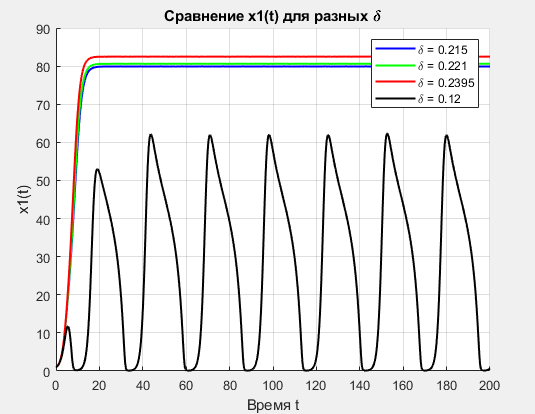 Сравнение x1(t) для разных δ
90
80
70
60
50
40
30
20
10
0
x1(t)
δ = 0.215
δ = 0.221
δ = 0.2395
δ = 0.12
0 20 40 60 80 100 120 140 160 180 200
Время t